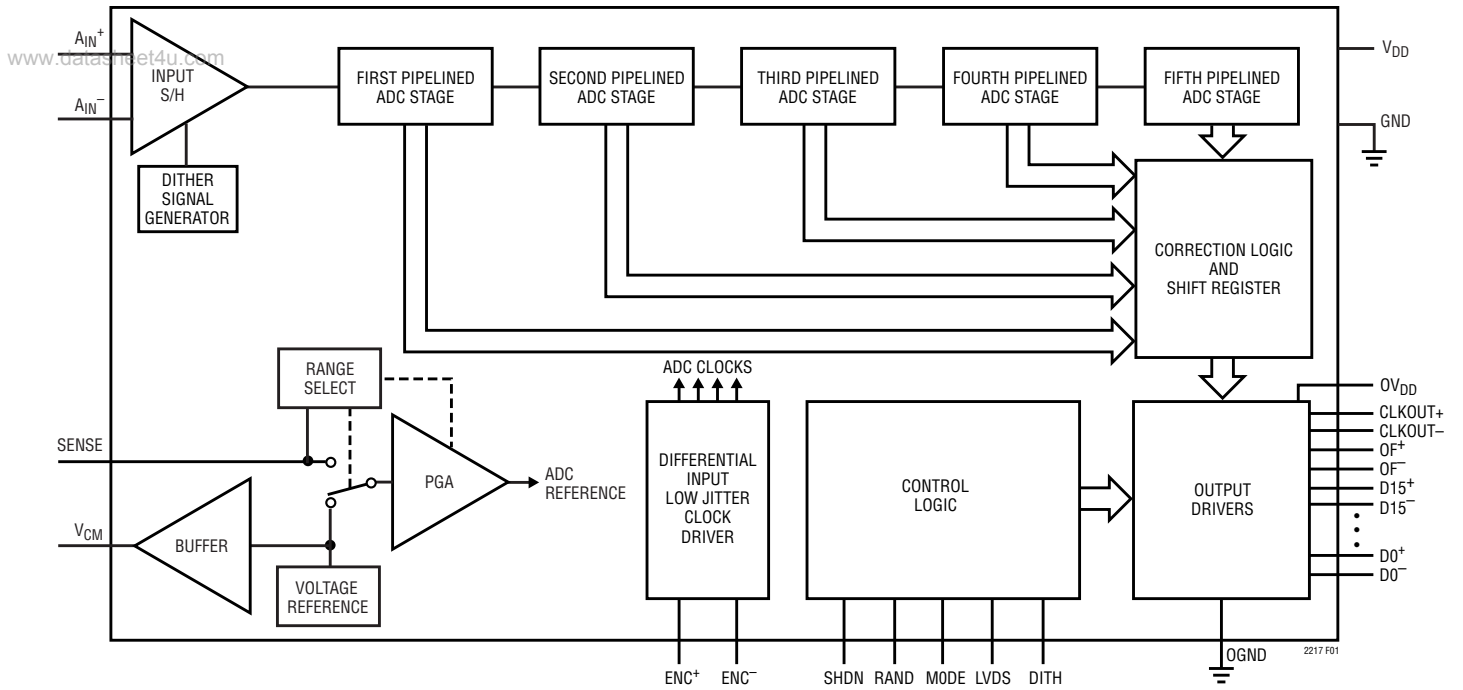 www.datasheet4u.com
AIN+
AIN−
INPUT
S/H
DITHER
SIGNAL
GENERATOR
FIRST PIPELINED
ADC STAGE
SECOND PIPELINED
ADC STAGE
THIRD PIPELINED
ADC STAGE
FOURTH PIPELINED
ADC STAGE
FIFTH PIPELINED
ADC STAGE
VDD
GND
CORRECTION LOGIC
AND
SHIFT REGISTER
RANGE
SELECT
SENSE
VCM
BUFFER
VOLTAGE
REFERENCE
PGA
ADC
REFERENCE
ADC CLOCKS
DIFFERENTIAL
INPUT
LOW JITTER
CLOCK
DRIVER
CONTROL
LOGIC
OUTPUT
DRIVERS
OVDD
CLKOUT+
CLKOUT–
OF+
OF−
D15+
D15−
D0+
D0−
OGND
ENC+
ENC−
SHDN
RAND
MODE
LVDS
DITH
2217 F01